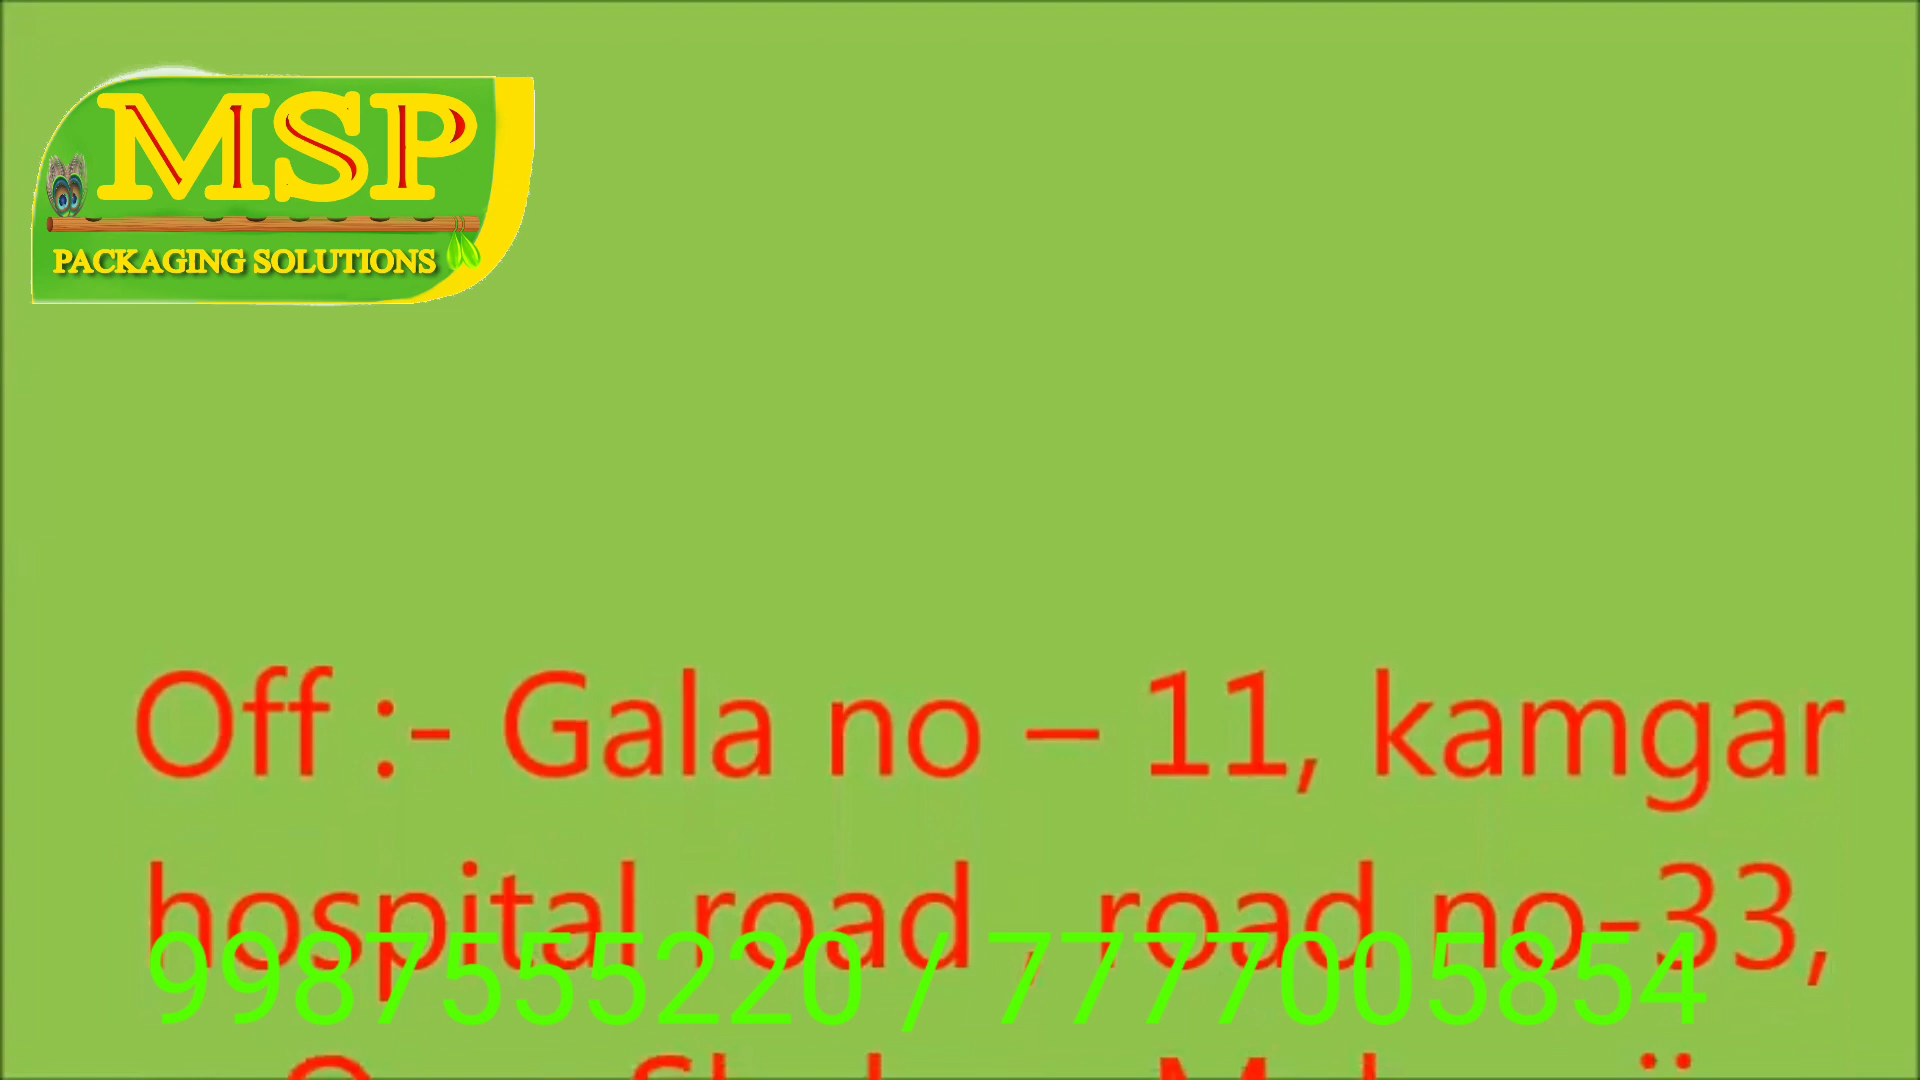 MSP
PACKAGING SOLUTIONS
Off :- Gala no – 11, kamgar
hospital road , road no-33,
9987555220 / 7777005854